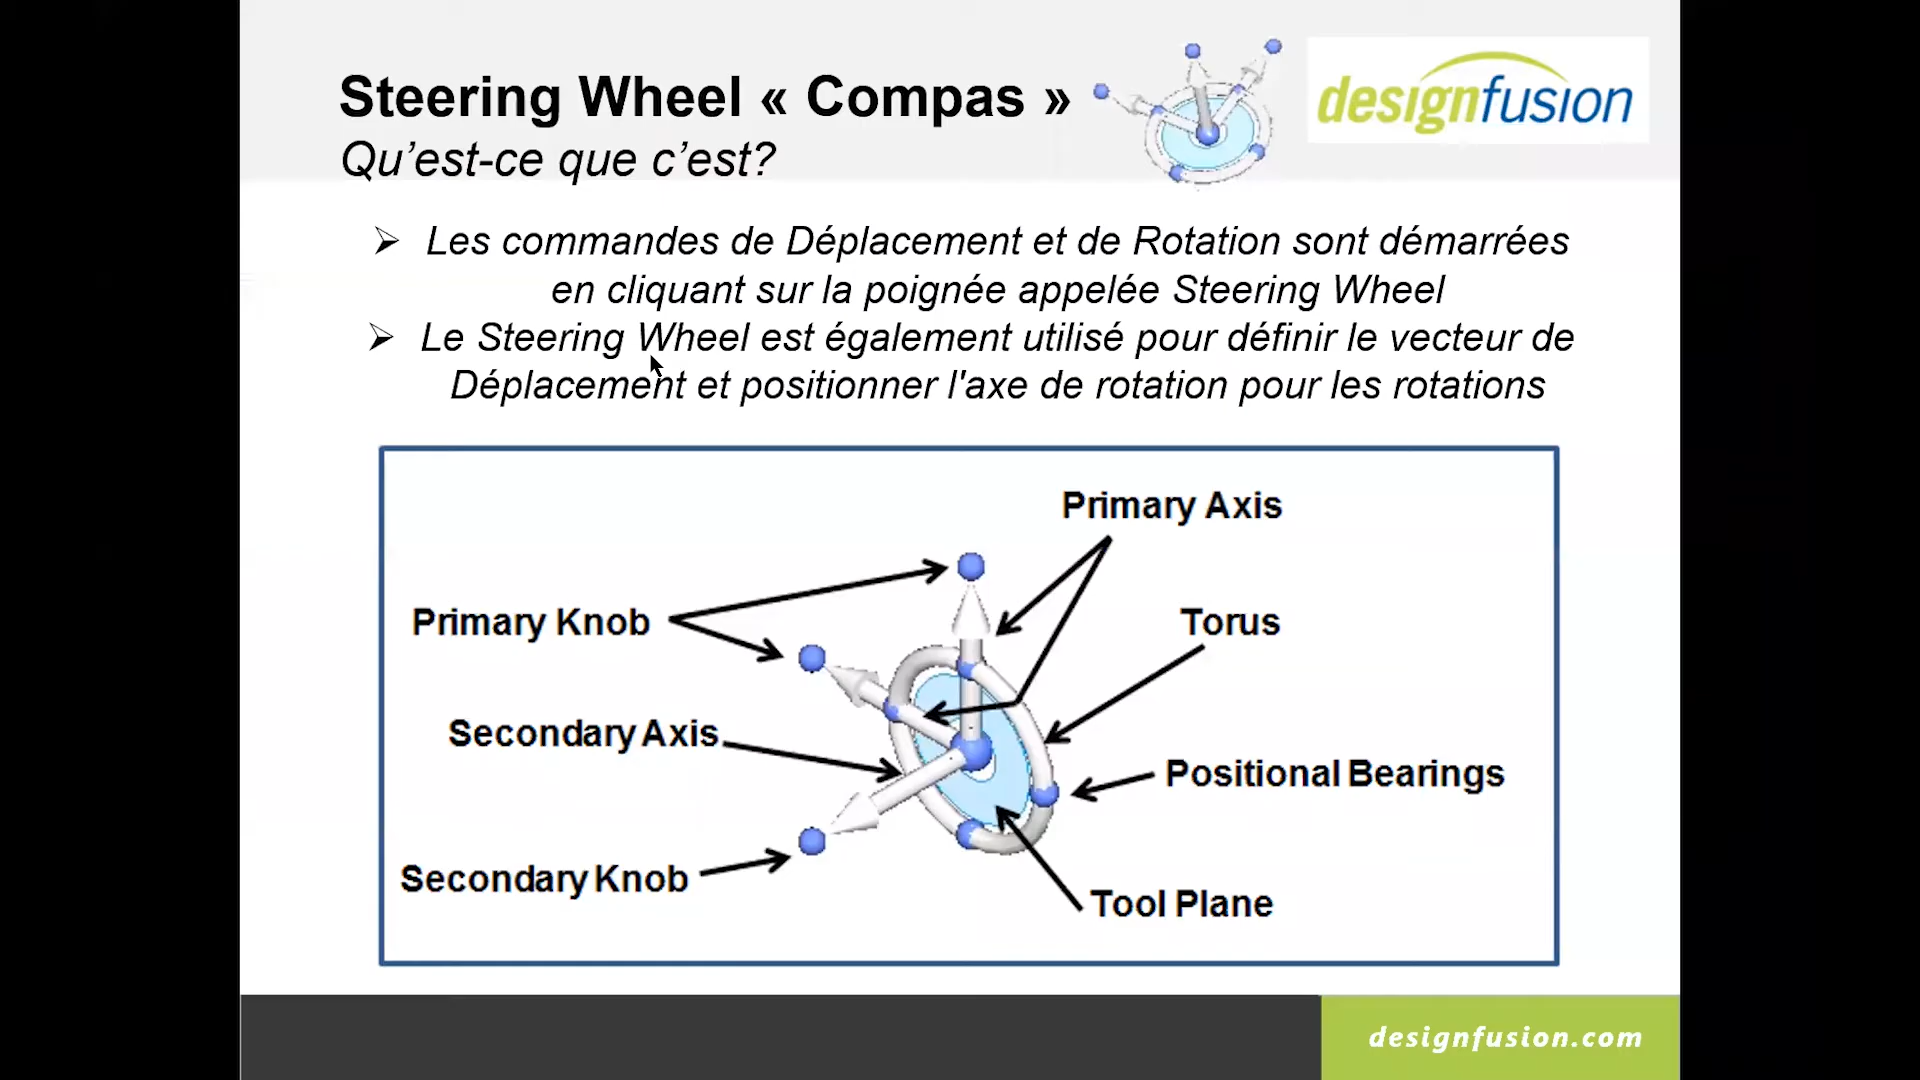 Steering Wheel « Compas »
Qu’est-ce que c’est?
designfusion
Les commandes de Déplacement et de Rotation sont démarrées
en cliquant sur la poignée appelée Steering Wheel
Le Steering Wheel est également utilisé pour définir le vecteur de
Déplacement et positionner l'axe de rotation pour les rotations
Primary Axis
Primary Knob
Torus
Secondary Axis
Positional Bearings
Secondary Knob
Tool Plane
designfusion.com